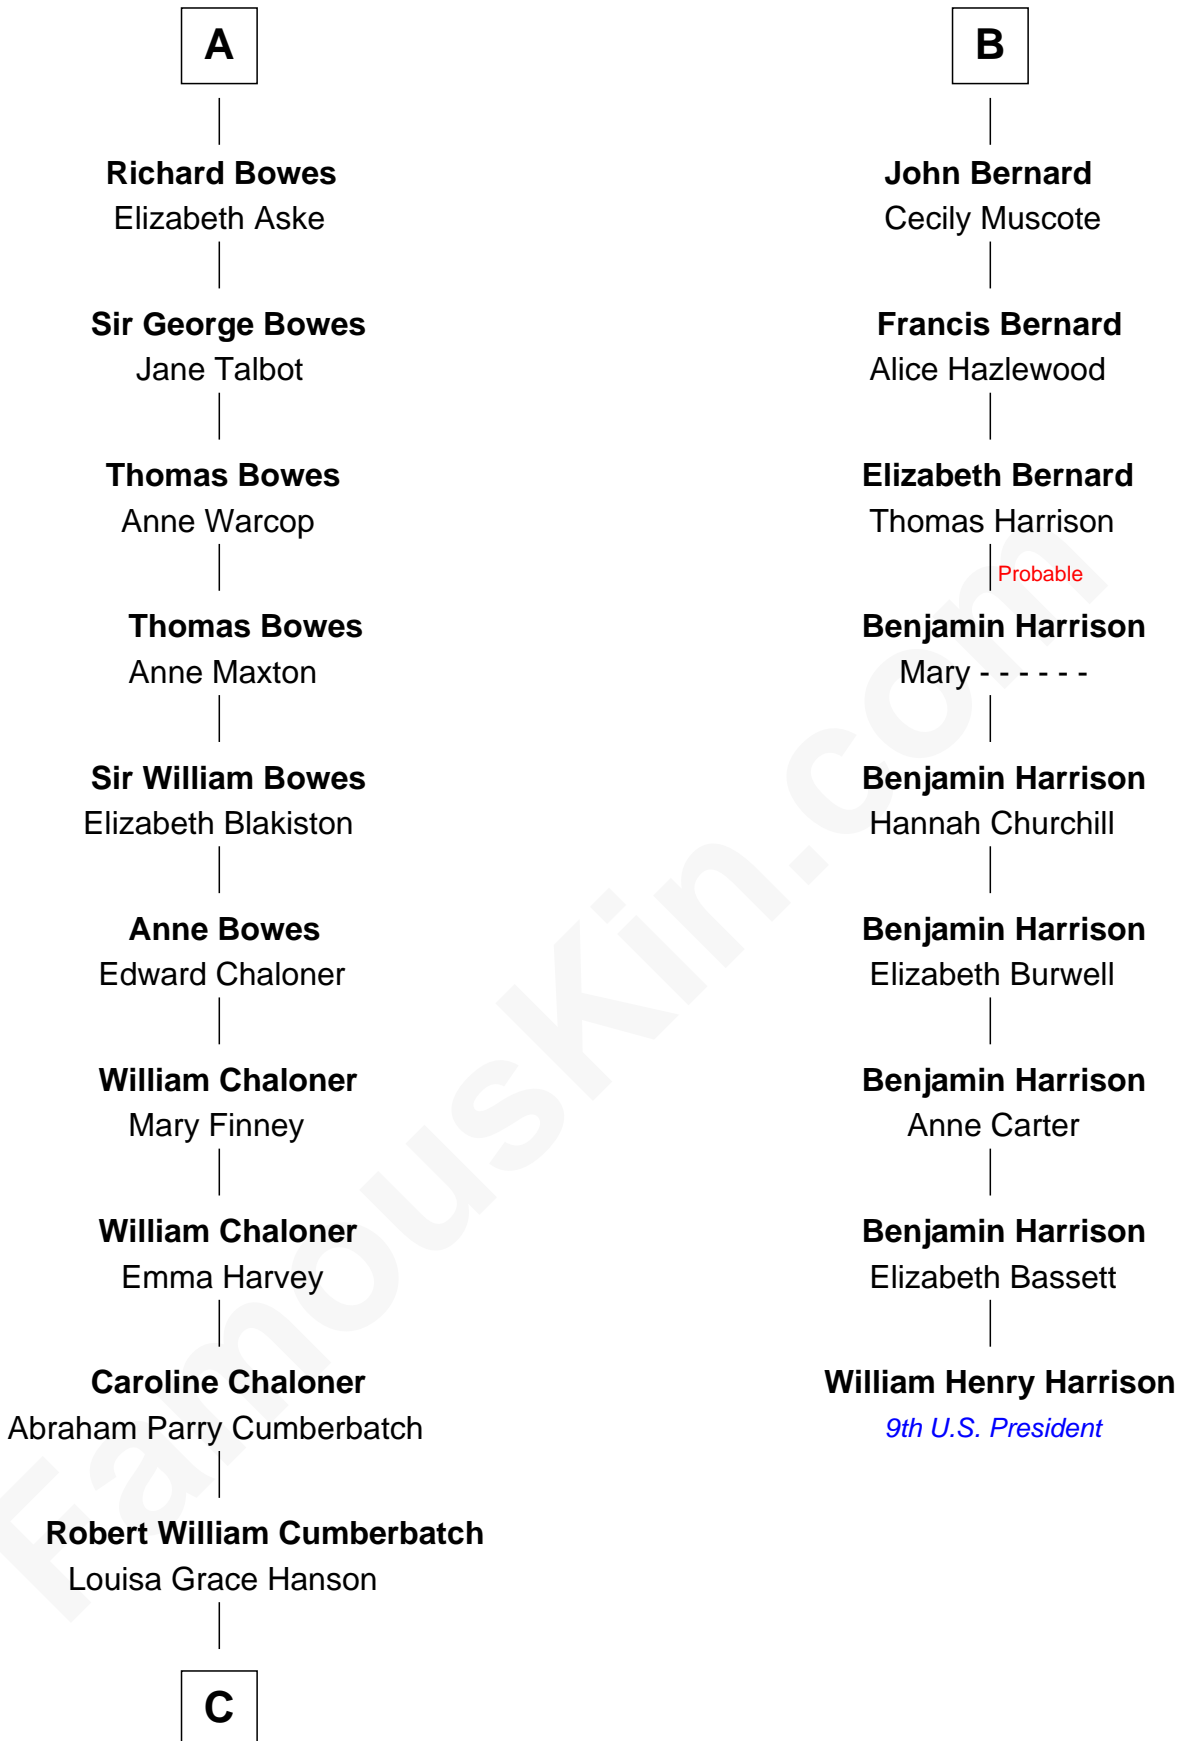 A
Richard Bowes
Elizabeth Aske
Sir George Bowes
Jane Talbot
Thomas Bowes
Anne Warcop
Thomas Bowes
Anne Maxton
Sir William Bowes
Elizabeth Blakiston
Anne Bowes
Edward Chaloner
William Chaloner
Mary Finney
William Chaloner
Emma Harvey
Caroline Chaloner
Abraham Parry Cumberbatch
Robert William Cumberbatch
Louisa Grace Hanson
C
B
John Bernard
Cecily Muscote
Francis Bernard
Alice Hazlewood
Elizabeth Bernard
Thomas Harrison
Probable
Benjamin Harrison
Mary - - - - - -
Benjamin Harrison
Hannah Churchill
Benjamin Harrison
Elizabeth Burwell
Benjamin Harrison
Anne Carter
Benjamin Harrison
Elizabeth Bassett
William Henry Harrison
9th U.S. President
FamousKin.com